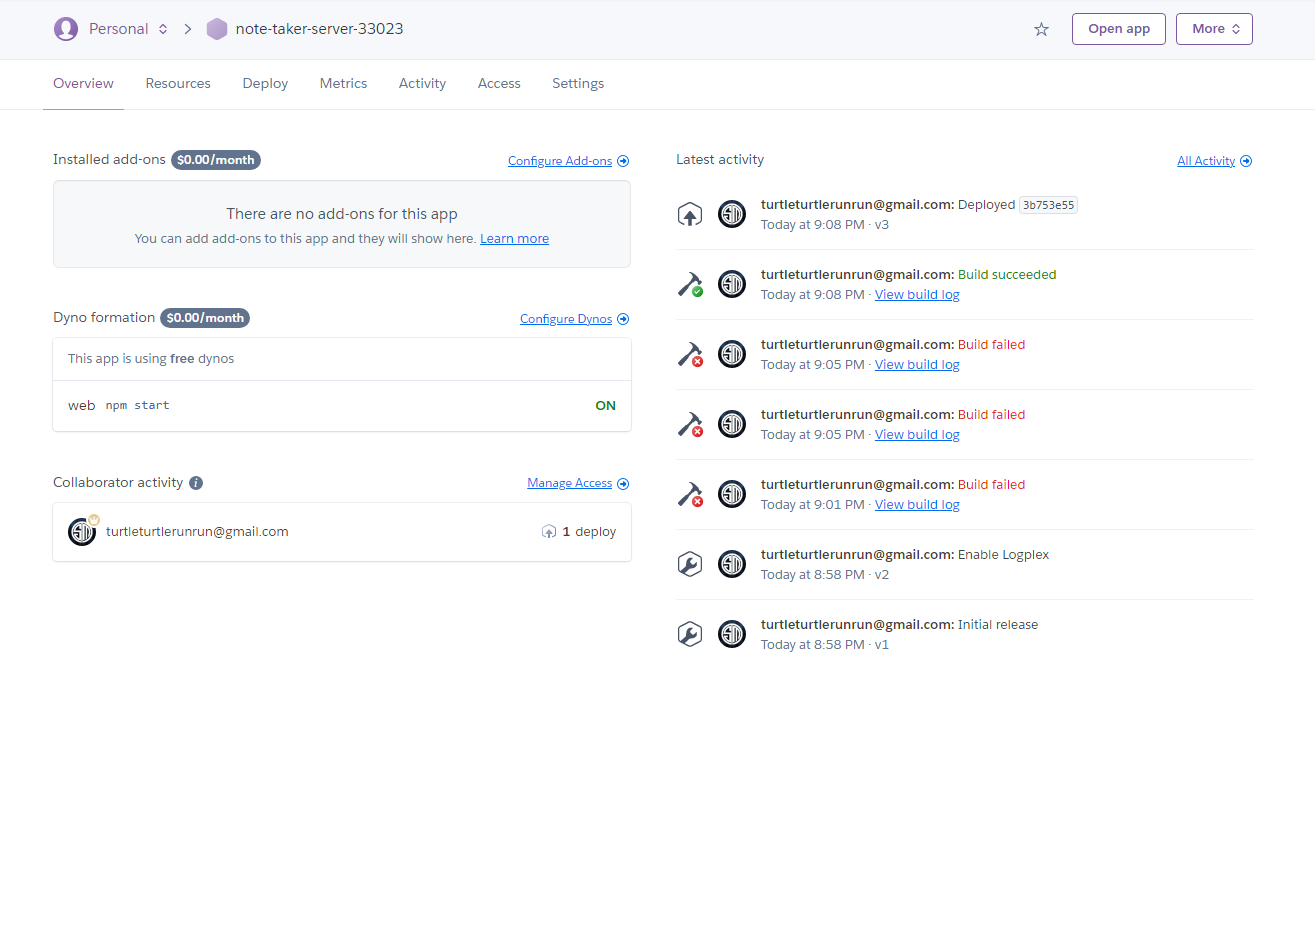 Personal
note-taker-server-33023
Open app
More
Overview
Resources
Deploy
Metrics
Activity
Access
Settings
Installed add-ons $0.00/month
Configure Add-ons
There are no add-ons for this app
You can add add-ons to this app and they will show here. Learn more
Dyno formation $0.00/month
Configure Dynos
This app is using free dynos
web npm start ON
Collaborator activity
Manage Access
turtleturtlerunrun@gmail.com
1 deploy
Latest activity
All Activity
turtleturtlerunrun@gmail.com: Deployed 3b753e55
Today at 9:08 PM · v3
turtleturtlerunrun@gmail.com: Build succeeded
Today at 9:08 PM · View build log
turtleturtlerunrun@gmail.com: Build failed
Today at 9:05 PM · View build log
turtleturtlerunrun@gmail.com: Build failed
Today at 9:05 PM · View build log
turtleturtlerunrun@gmail.com: Build failed
Today at 9:01 PM · View build log
turtleturtlerunrun@gmail.com: Enable Logplex
Today at 8:58 PM · v2
turtleturtlerunrun@gmail.com: Initial release
Today at 8:58 PM · v1